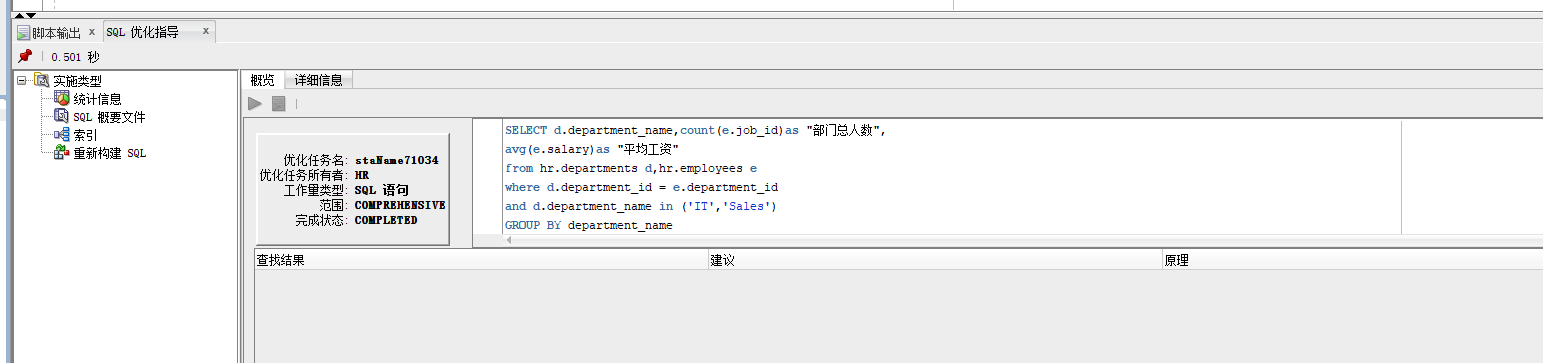 脚本输出 x SQL 优化指导 x
0.501 秒
实施类型
统计信息
SQL 概要文件
索引
重新构建 SQL
概览 详细信息
优化任务名: staName71034
优化任务所有者: HR
工作量类型: SQL 语句
范围: COMPREHENSIVE
完成状态: COMPLETED
SELECT d.department_name,count(e.job_id)as "部门总人数",
avg(e.salary)as "平均工资"
from hr.departments d,hr.employees e
where d.department_id = e.department_id
and d.department_name in ('IT','Sales')
GROUP BY department_name
查找结果 建议 原理